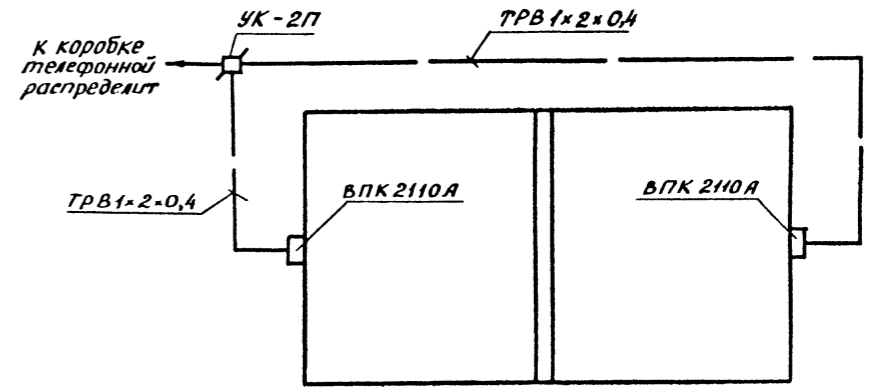 УК-2П
ТРВ 1×2×0,4
К коробке
телефонной
распределит
ТРВ 1×2×0,4
ВПК 2110А
ВПК 2110А